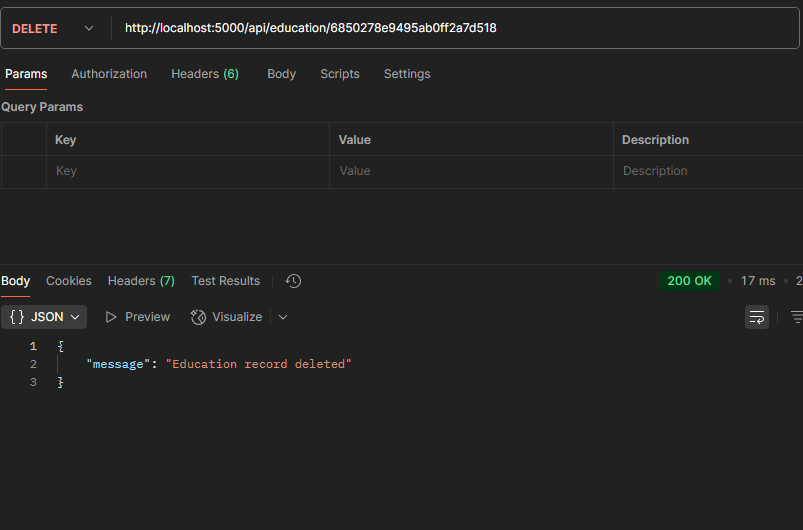 DELETE http://localhost:5000/api/education/6850278e9495ab0ff2a7d518
Params Authorization Headers (6) Body Scripts Settings
Query Params
Key Value Description
Key Value Description
Body Cookies Headers (7) Test Results 200 OK • 17 ms • 2
{} JSON Preview Visualize
1 {
2 "message": "Education record deleted"
3 }